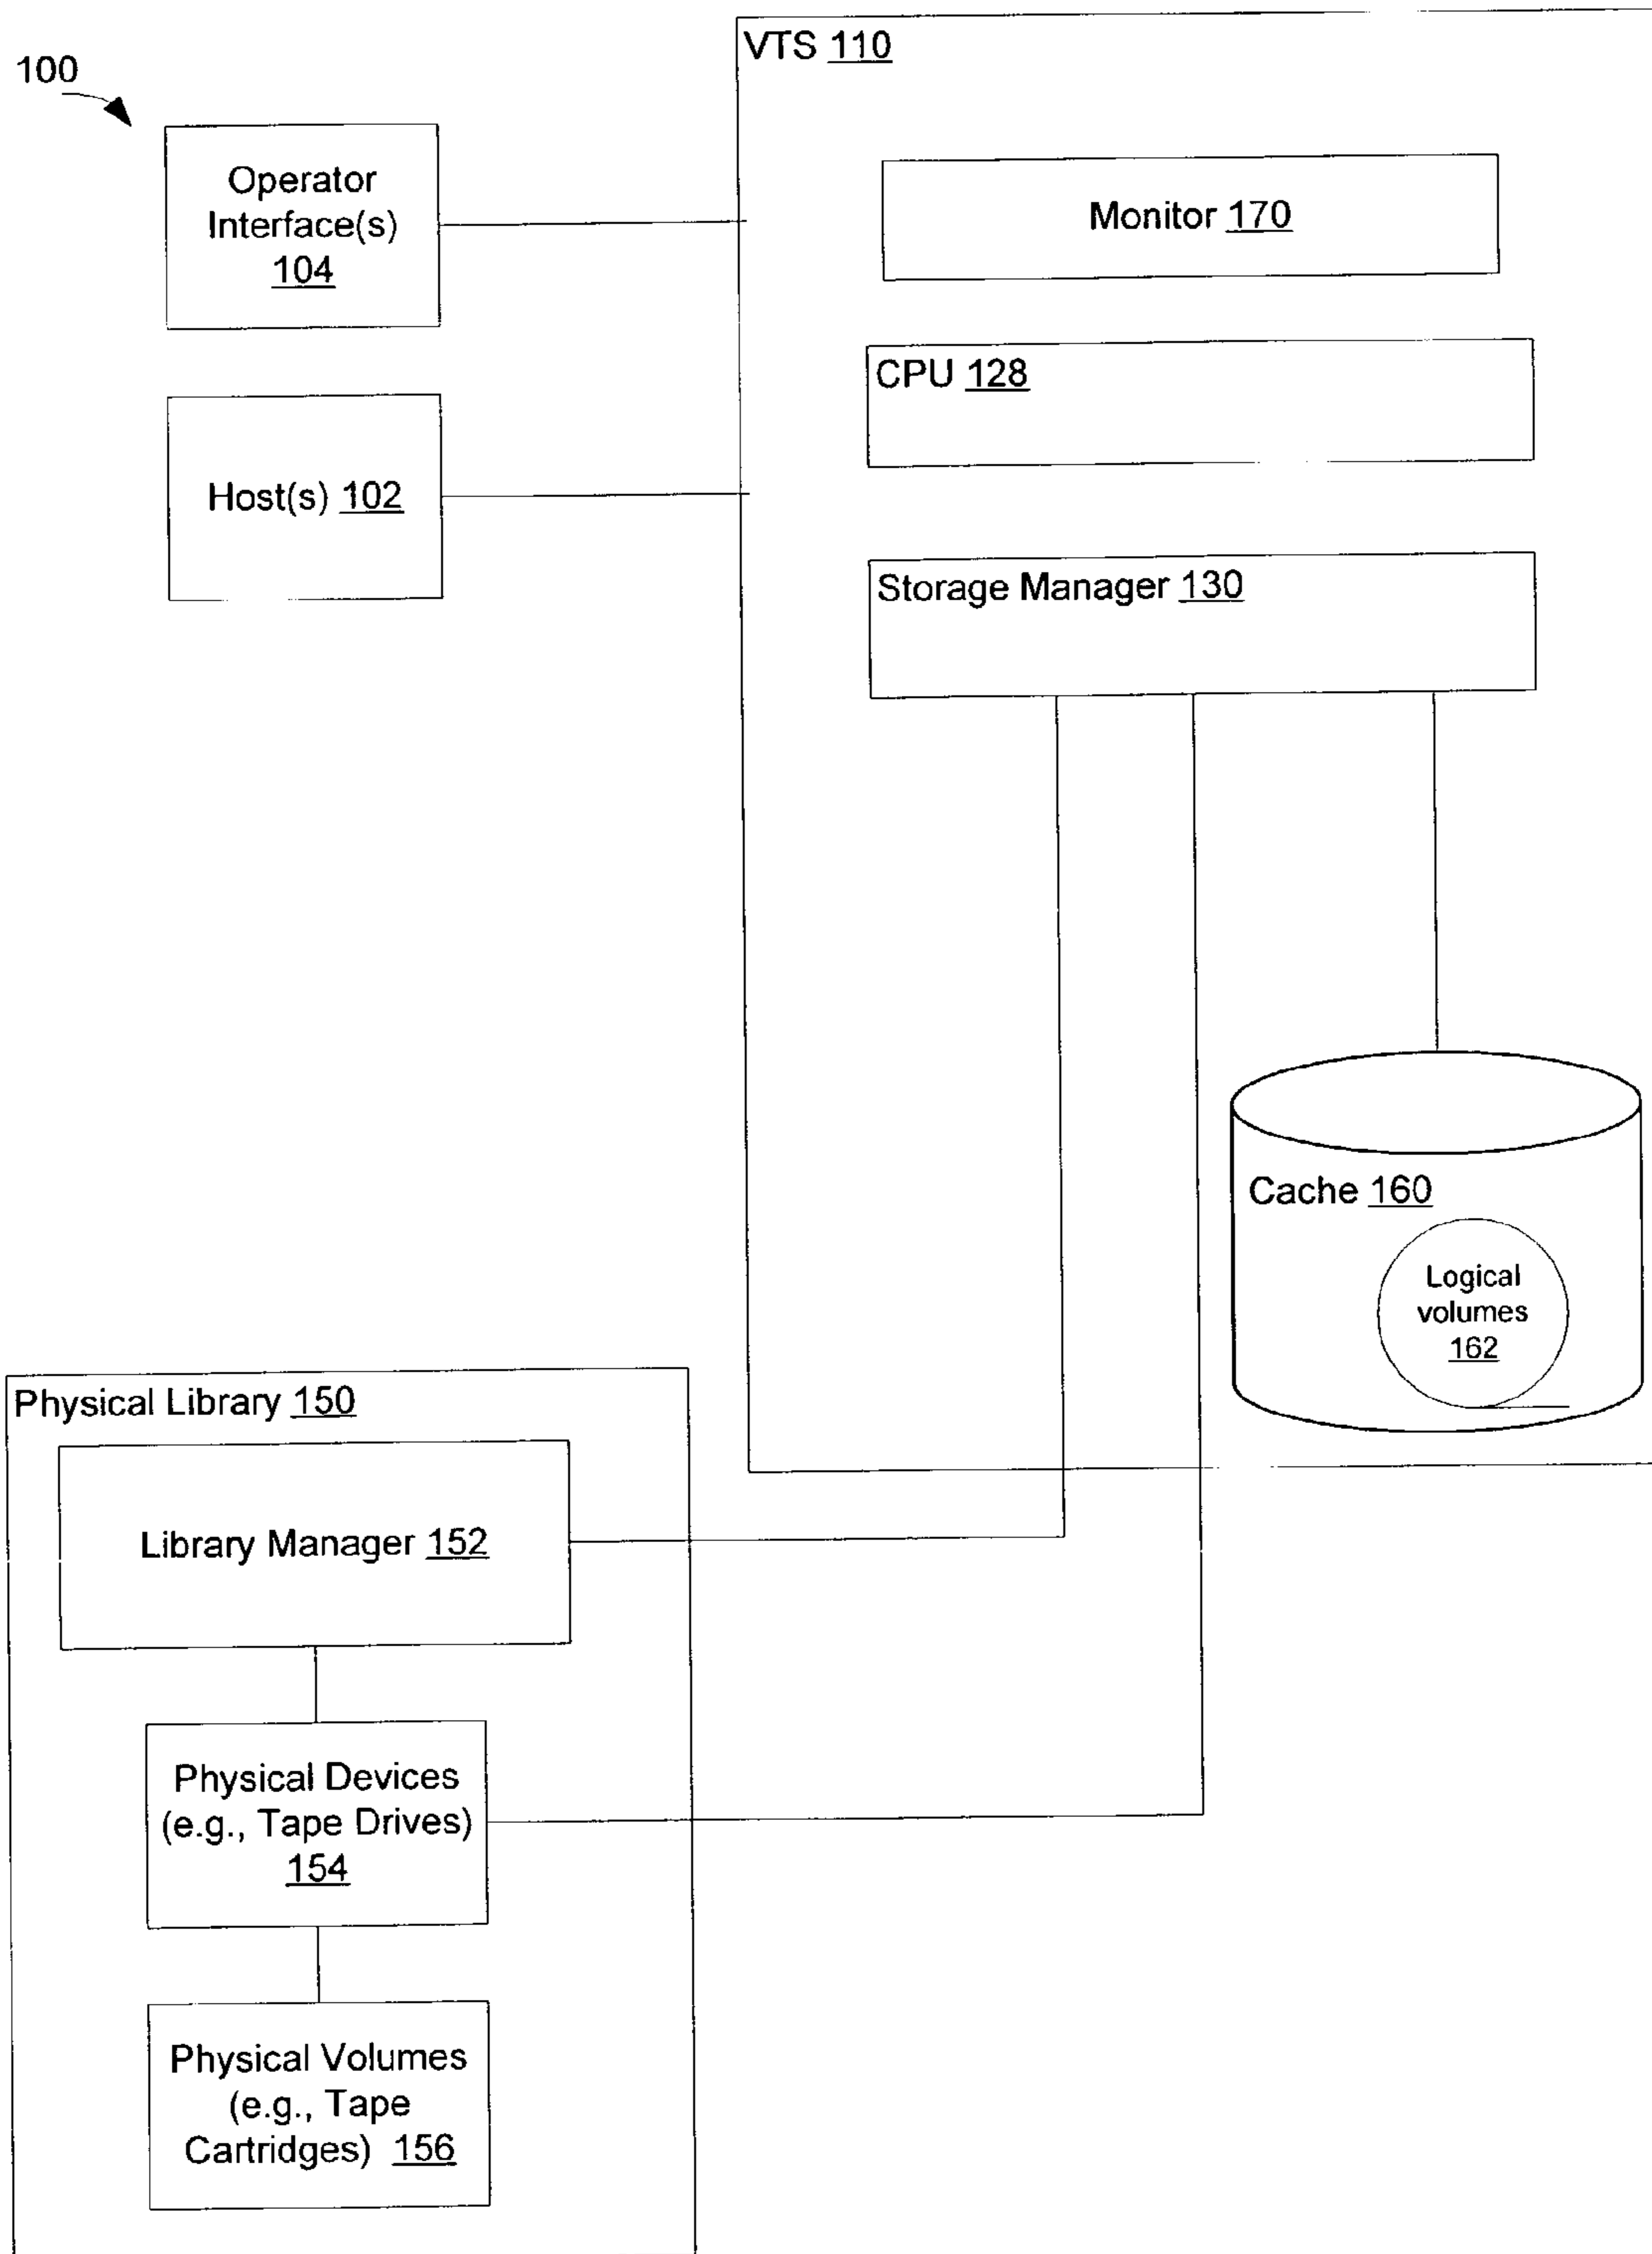 100
VTS 110
Operator
Interface(s)
104
Monitor 170
CPU 128
Host(s) 102
Storage Manager 130
Cache 160
Logical
volumes
162
Physical Library 150
Library Manager 152
Physical Devices
(e.g., Tape Drives)
154
Physical Volumes
(e.g., Tape
Cartridges) 156